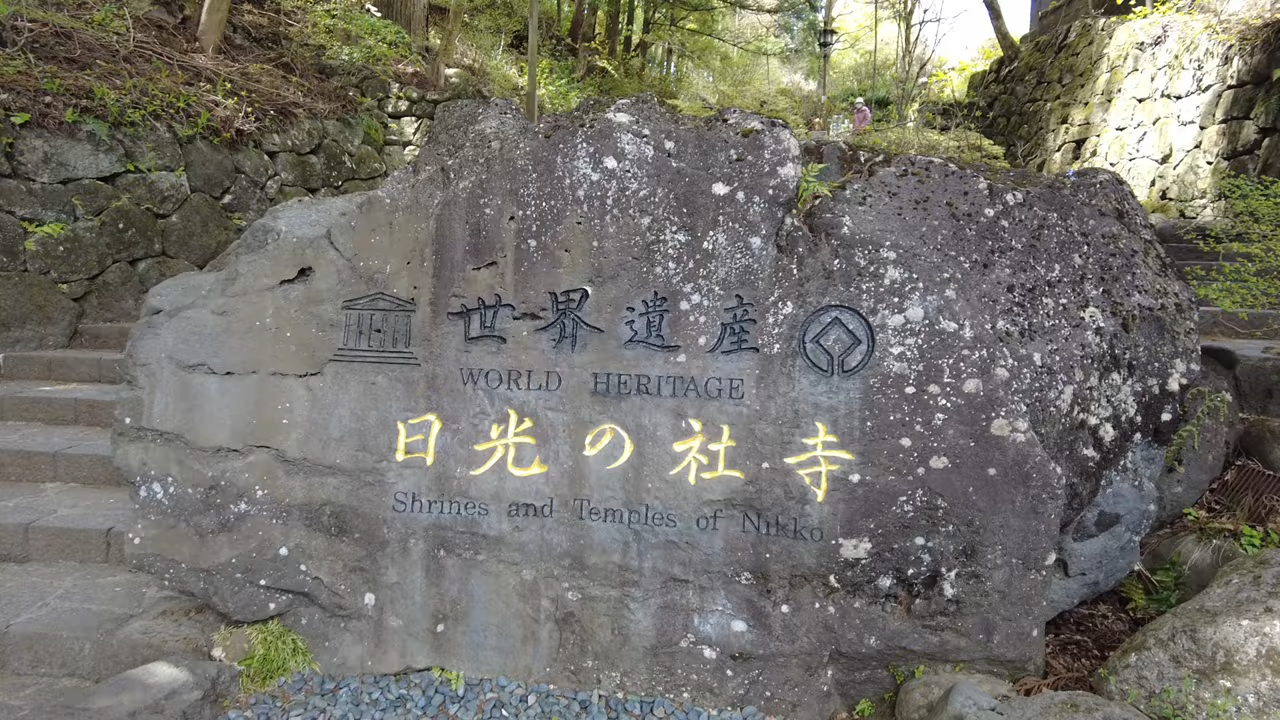 世界遺産
WORLD HERITAGE
日光の社寺
Shrines and Temples of Nikko